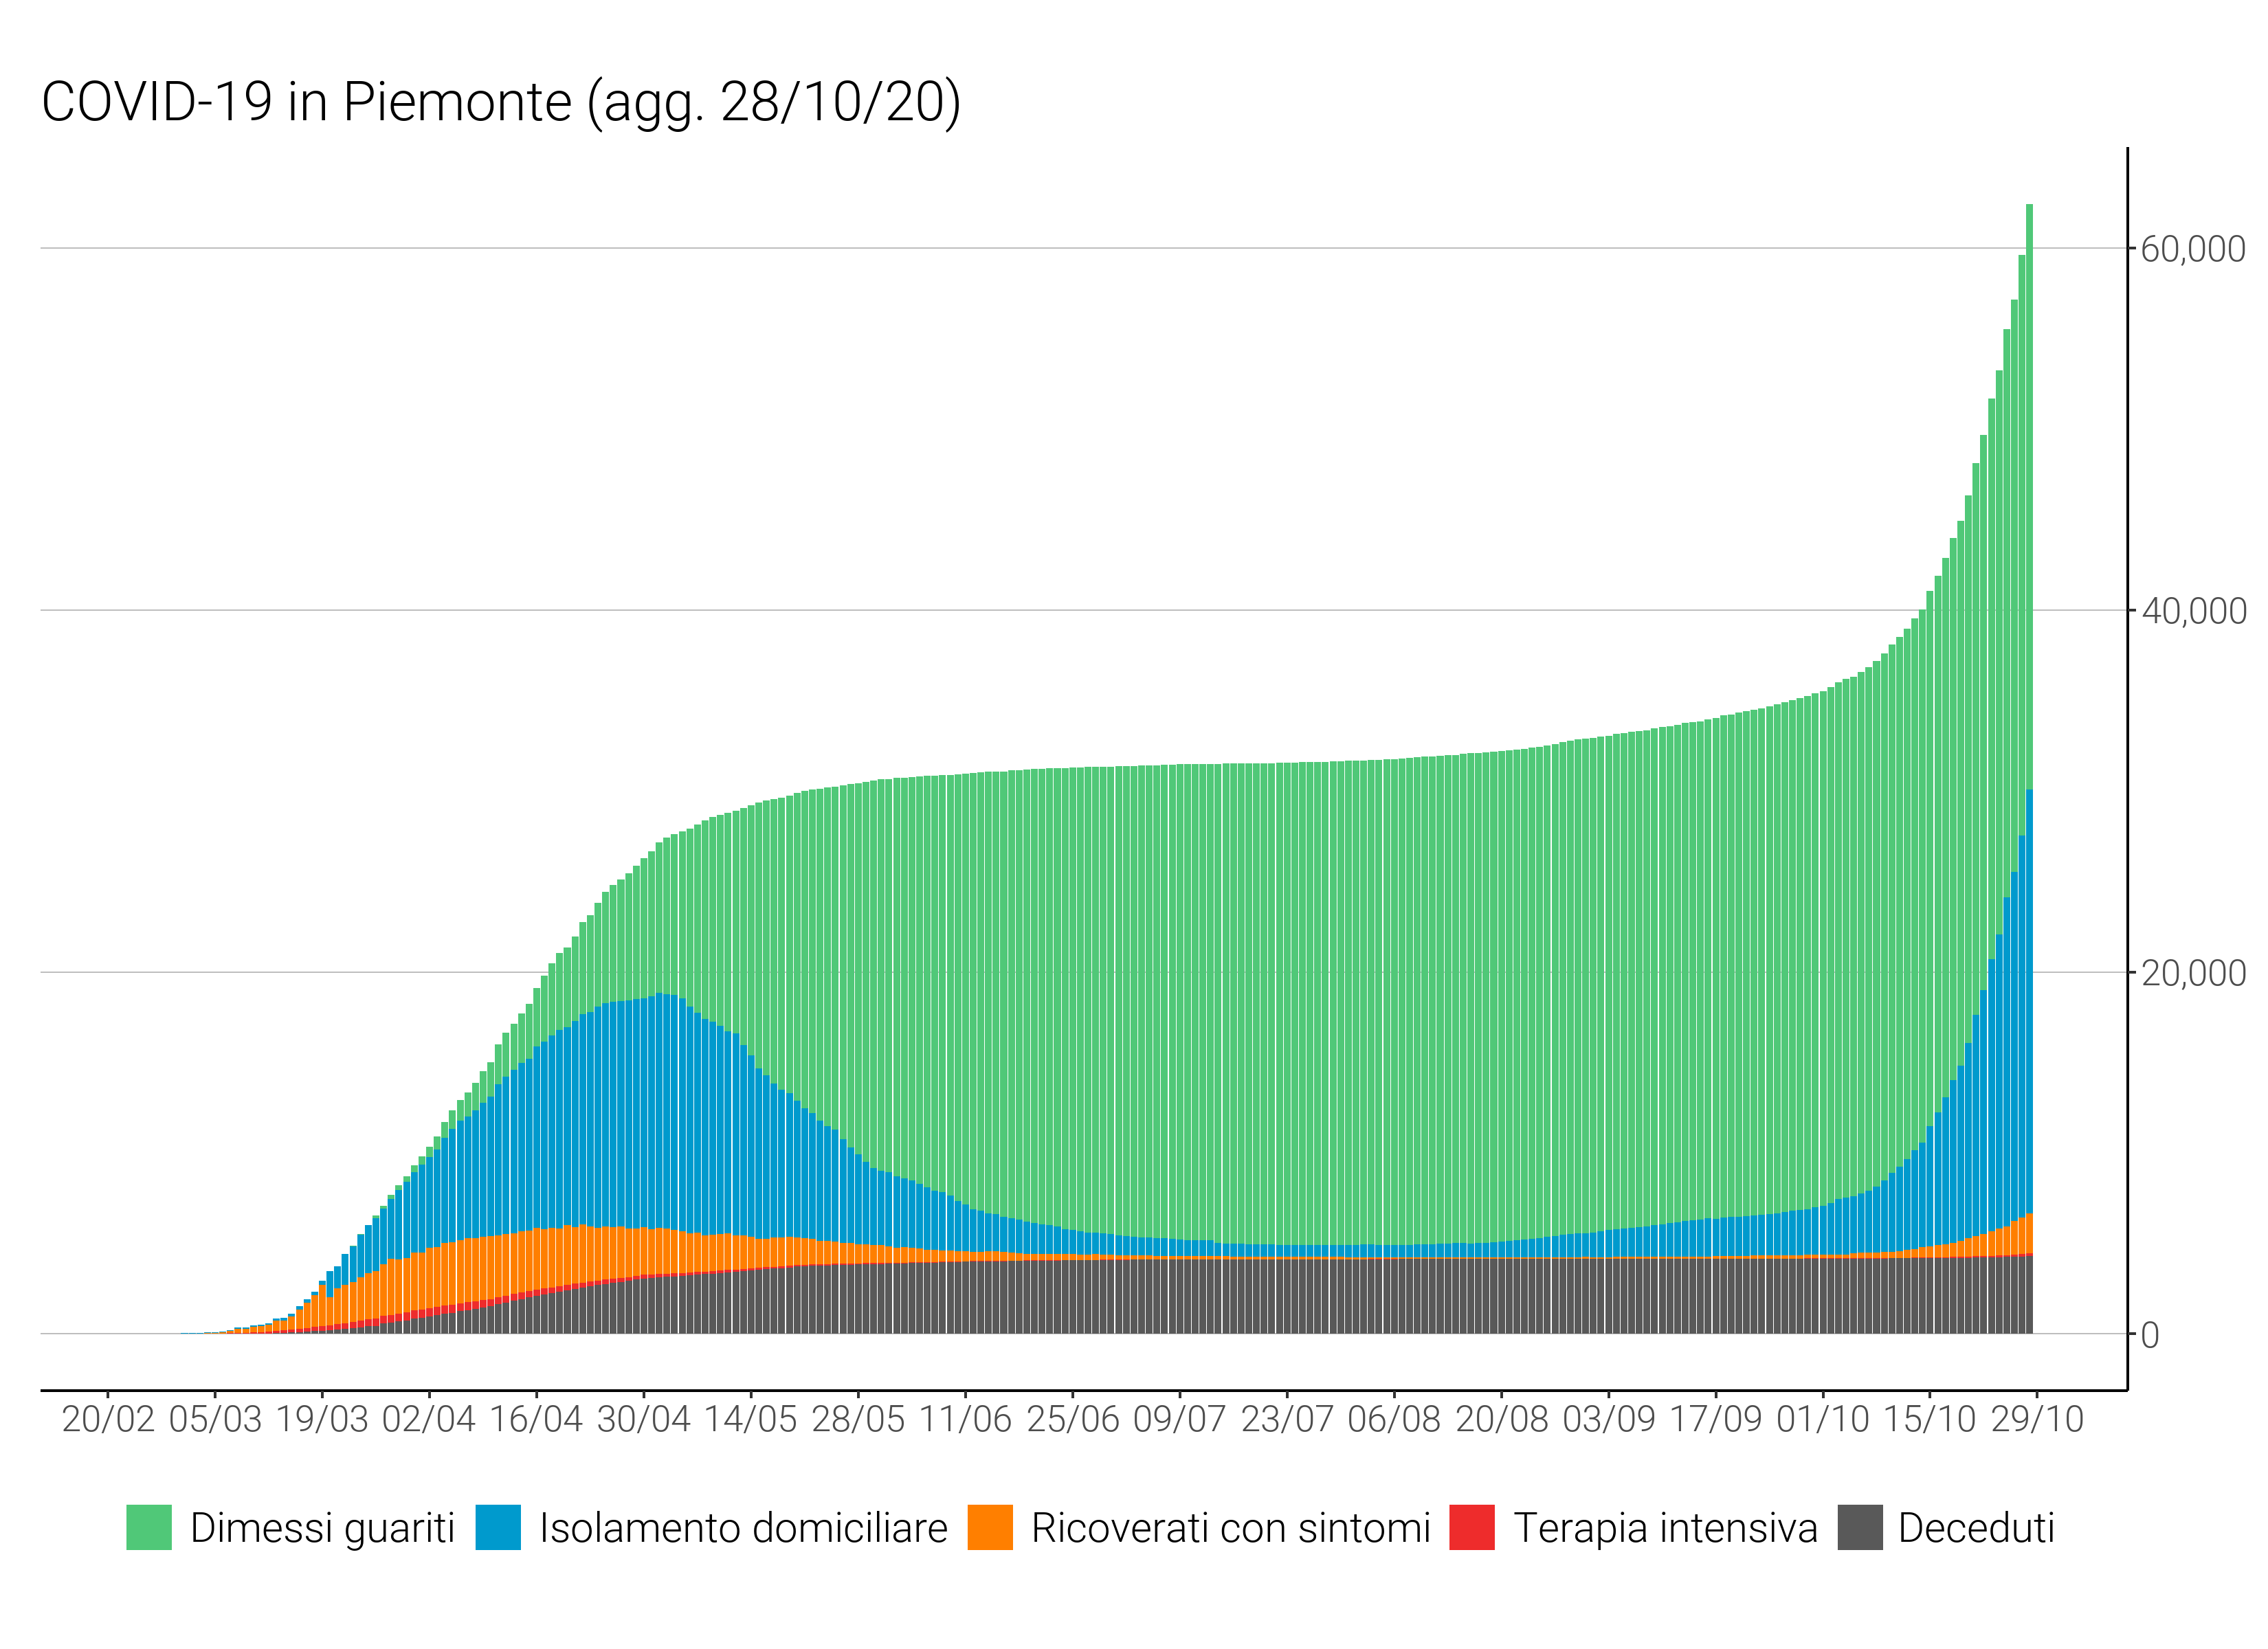 COVID-19 in Piemonte (agg. 28/10/20)
60,000
40,000
20,000
0
20/02 05/03 19/03 02/04 16/04 30/04 14/05 28/05 11/06 25/06 09/07 23/07 06/08 20/08 03/09 17/09 01/10 15/10 29/10
Dimessi guariti Isolamento domiciliare Ricoverati con sintomi Terapia intensiva Deceduti